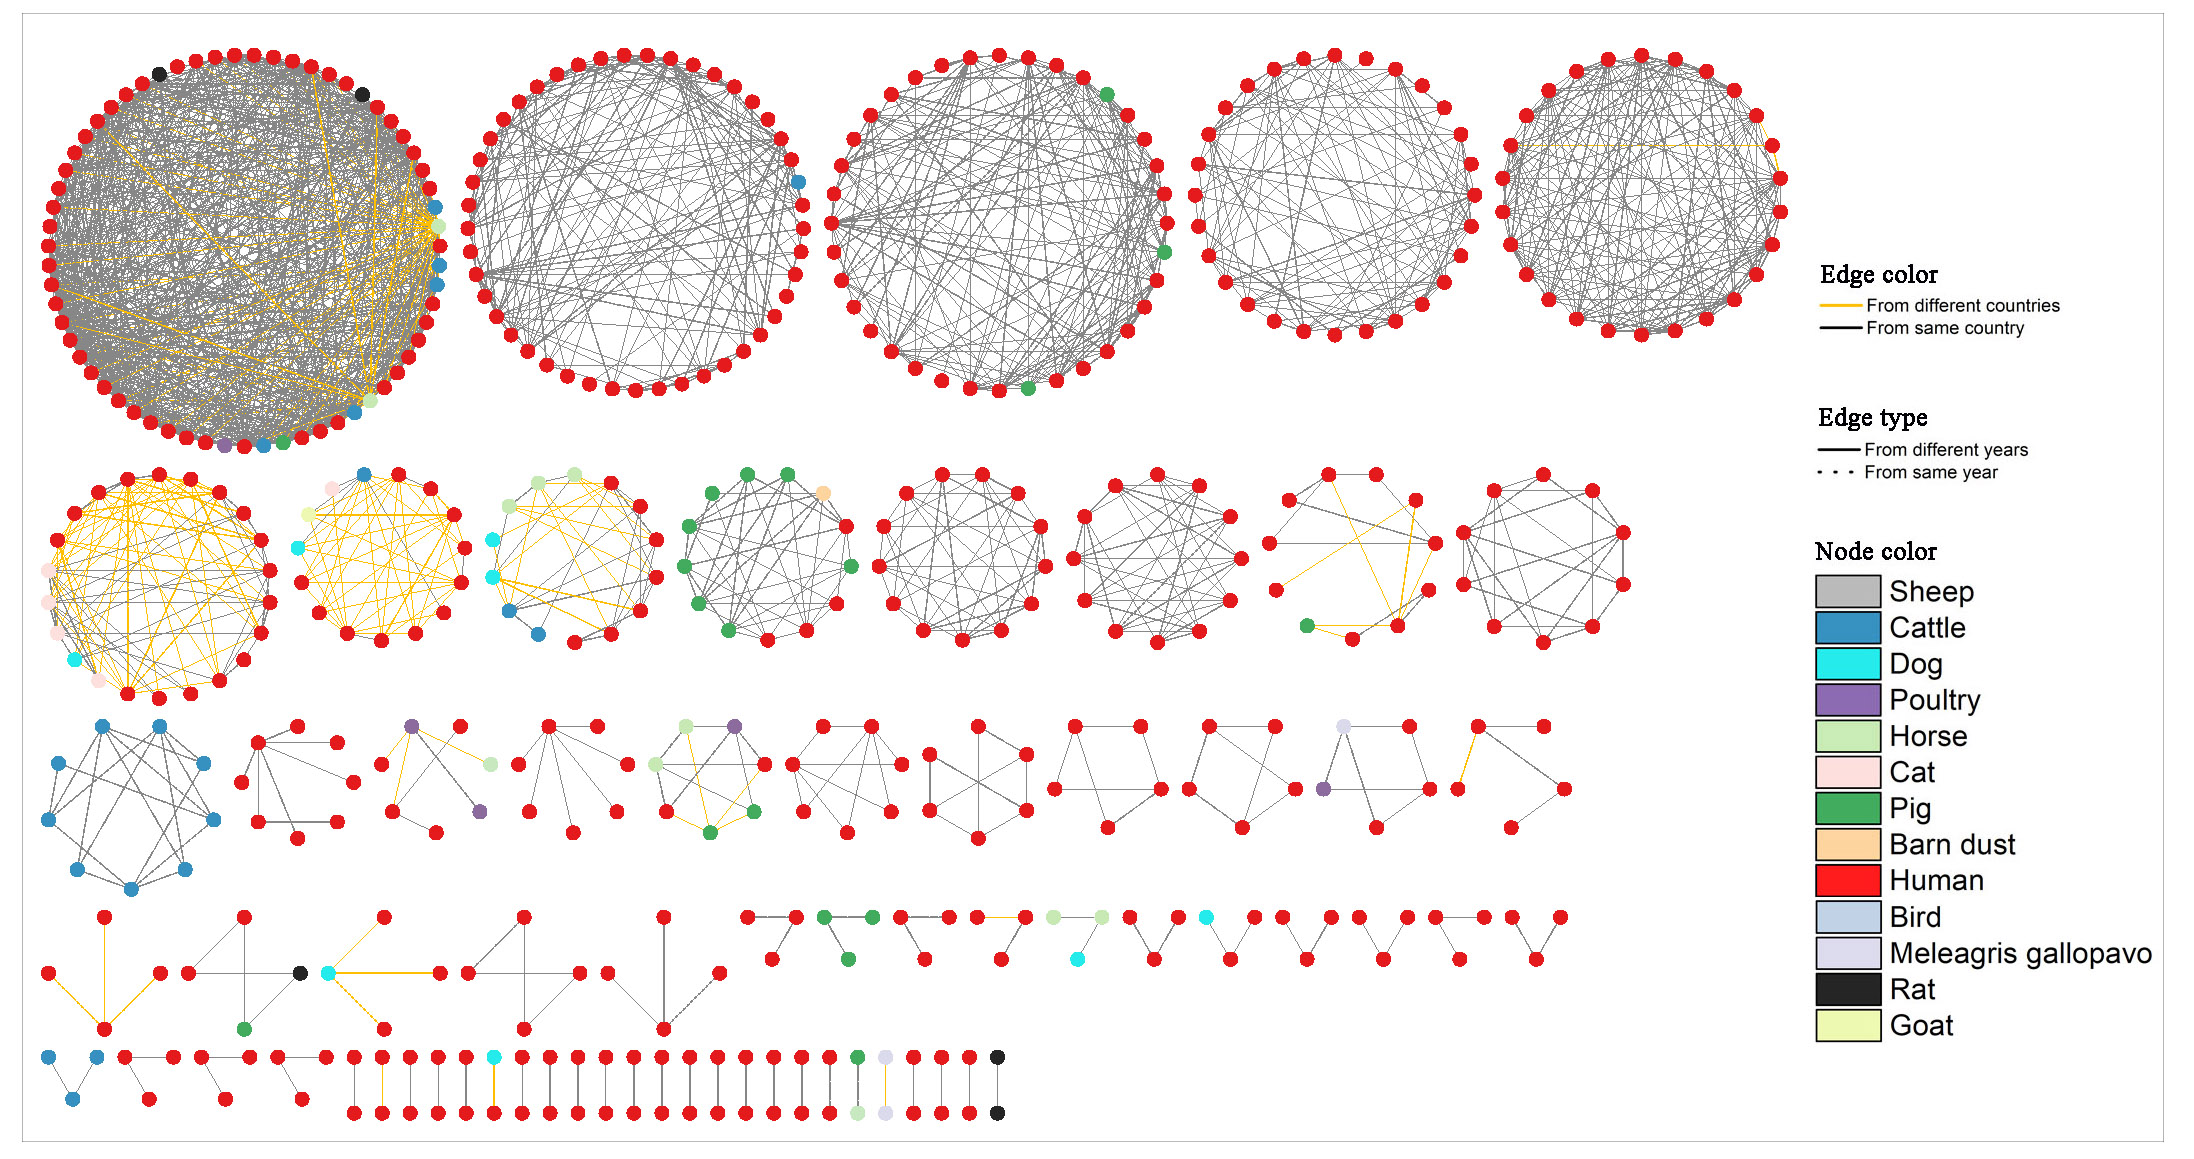 Edge color
From different countries
From same country
Edge type
From different years
From same year
Node color
Sheep
Cattle
Dog
Poultry
Horse
Cat
Pig
Barn dust
Human
Bird
Meleagris gallopavo
Rat
Goat